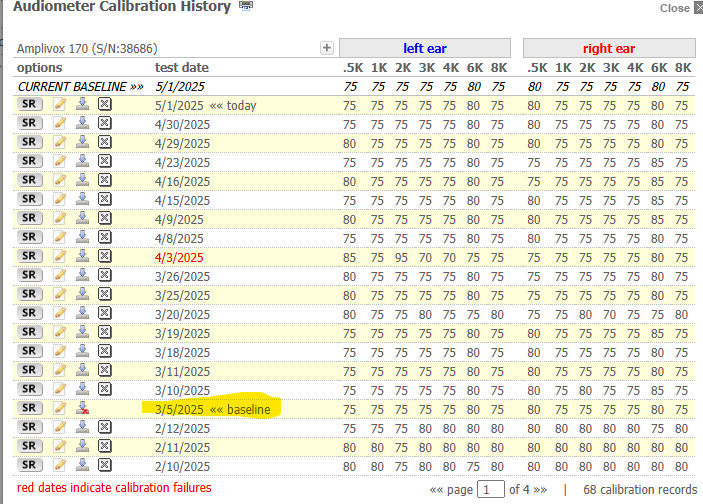 Audiometer Calibration History
Close
Amplivox 170 (S/N:38686) left ear right ear
options test date .5K 1K 2K 3K 4K 6K 8K .5K 1K 2K 3K 4K 6K 8K
CURRENT BASELINE »» 5/1/2025 75 75 75 75 75 80 75 80 75 75 75 75 80 75
SR 5/1/2025 «« today 75 75 75 75 75 80 75 80 75 75 75 75 80 75
SR 4/30/2025 75 75 75 75 75 75 75 75 75 75 75 75 80 75
SR 4/29/2025 80 75 75 75 75 80 75 75 75 75 75 75 80 75
SR 4/23/2025 75 75 75 75 75 75 75 75 75 75 75 75 85 75
SR 4/16/2025 80 75 75 75 75 80 75 75 75 75 75 75 85 75
SR 4/15/2025 75 75 75 75 75 75 75 75 75 75 75 75 85 75
SR 4/9/2025 80 75 75 75 75 80 75 80 75 75 75 75 85 75
SR 4/8/2025 75 75 75 75 75 80 75 75 75 75 75 75 80 75
SR 4/3/2025 85 75 95 70 70 75 75 75 75 75 75 75 80 75
SR 3/26/2025 80 75 75 75 75 80 80 75 75 75 75 75 80 75
SR 3/25/2025 80 75 75 75 75 80 75 80 75 75 75 75 80 75
SR 3/20/2025 80 75 75 80 75 75 80 75 75 80 70 75 75 80
SR 3/19/2025 75 75 75 75 75 80 75 75 75 75 75 75 85 75
SR 3/18/2025 75 75 75 75 75 80 75 75 75 75 75 75 80 75
SR 3/11/2025 75 75 75 75 75 80 75 75 75 75 75 75 80 75
SR 3/10/2025 75 75 75 75 75 80 75 75 75 80 75 75 85 75
SR 3/5/2025 «« baseline 75 75 75 75 75 80 75 75 75 75 75 75 80 75
SR 2/12/2025 75 75 75 80 80 80 80 80 80 80 80 80 75 80
SR 2/11/2025 80 80 75 80 80 80 80 80 80 80 80 80 80 80
SR 2/10/2025 80 80 75 80 80 75 80 80 80 80 80 80 80 80
red dates indicate calibration failures «« page 1 of 4 »» | 68 calibration records